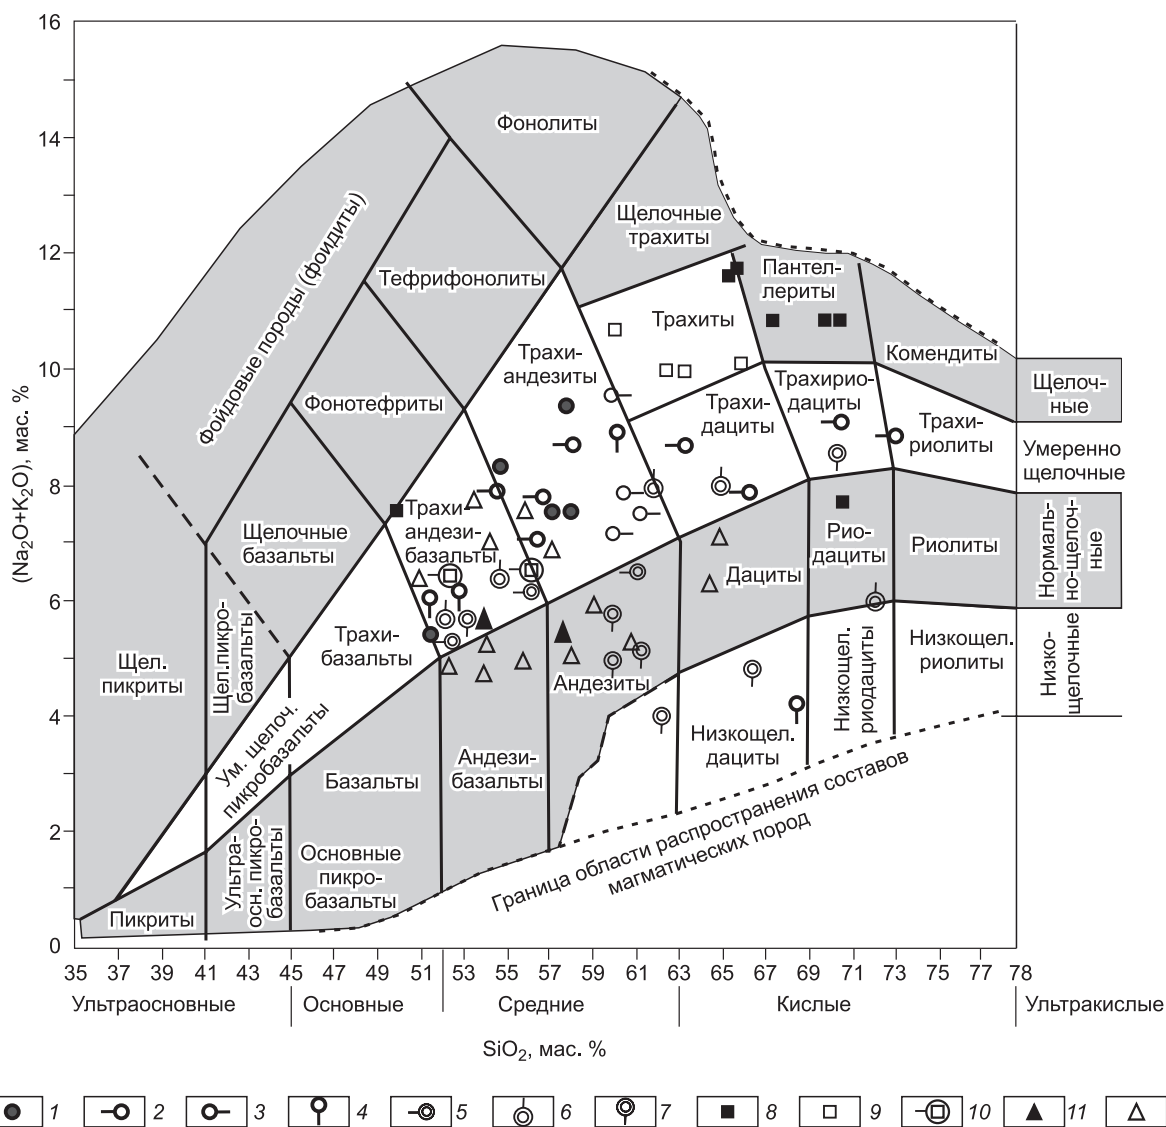 16
14
12
10
8
6
4
2
0
(Na2O+K2O), мас. %
Фонолиты
Щелочные
трахиты
Фойдовые породы (фоидиты)
Тефрифонолиты
Пантел-
лериты
Трахиты
Трахи-
андезиты
Комендиты
Щелоч-
ные
Фонотефриты
Трахи-
дациты
Трахирио-
дациты
Трахи-
риолиты
Умеренно
щелочные
Щелочные
базальты
Трахи-
андези-
базальты
Рио-
дациты
Риолиты
Дациты
Нормаль-
но-щелоч-
ные
Щел.
пикриты
Щел.пикро-
базальты
Трахи-
базальты
Андезиты
Низкощел.
риодациты
Низкощел.
риолиты
Низко-
щелочные
Ум. щелоч.
пикробазальты
Низкощел.
дациты
Базальты
Андези-
базальты
Граница области распространения составов
магматических пород
Пикриты
Ультра-
осн. пикро-
базальты
Основные
пикро-
базальты
35 37 39 41 45 47 49 51 53 55 57 59 61 63 65 67 69 71 73 75 77 78
Ультраосновные Основные Средние Кислые Ультракислые
SiO2, мас. %
1 2 3 4 5 6 7 8 9 10 11